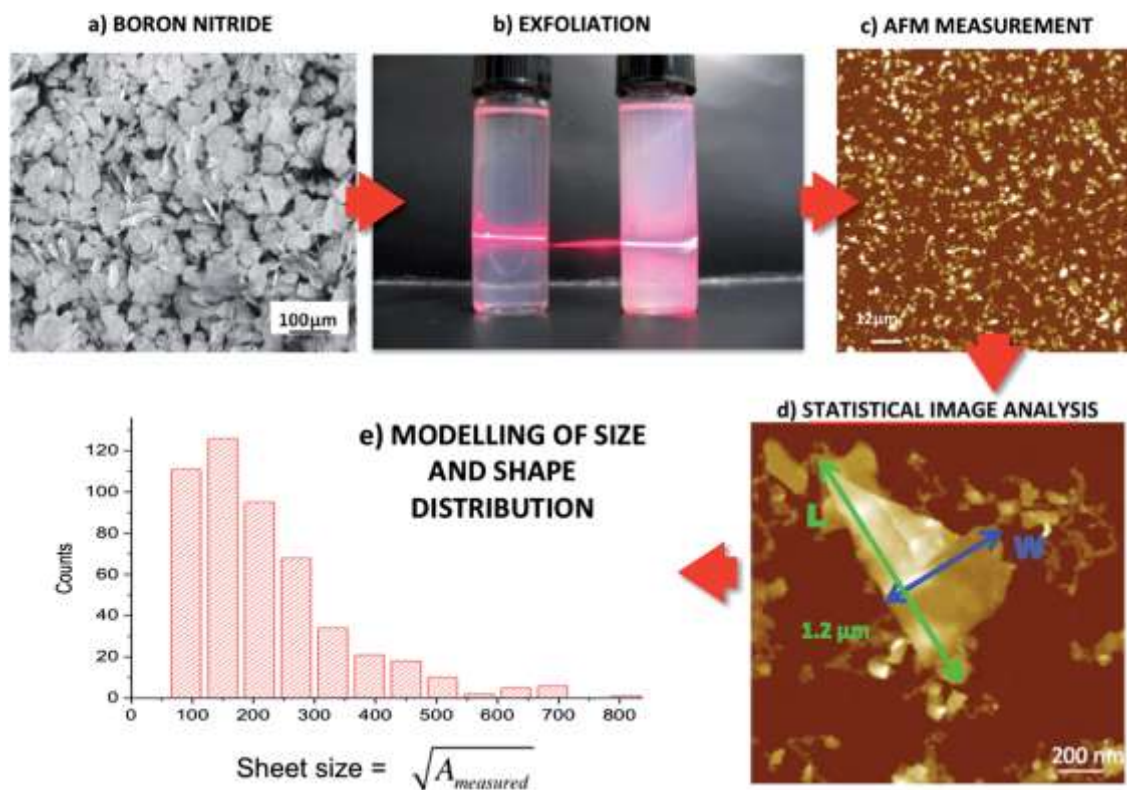 a) BORON NITRIDE
b) EXFOLIATION
c) AFM MEASUREMENT
100μm
12μm
d) STATISTICAL IMAGE ANALYSIS
L
W
1.2 μm
200 nm
e) MODELLING OF SIZE
AND SHAPE
DISTRIBUTION
Counts
120
100
80
60
40
20
0
0 100 200 300 400 500 600 700 800
Sheet size = √A_measured